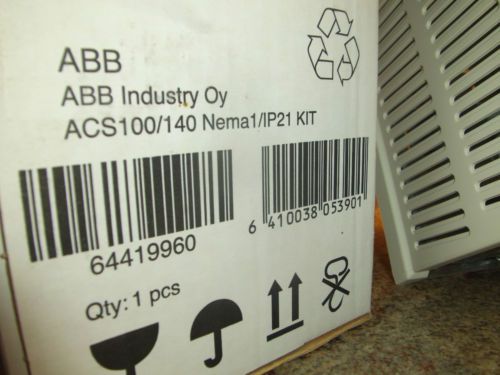 ABB
ABB Industry Oy
ACS100/140 Nema1/IP21 KIT
64419960
6 410038 053901
Qty: 1 pcs